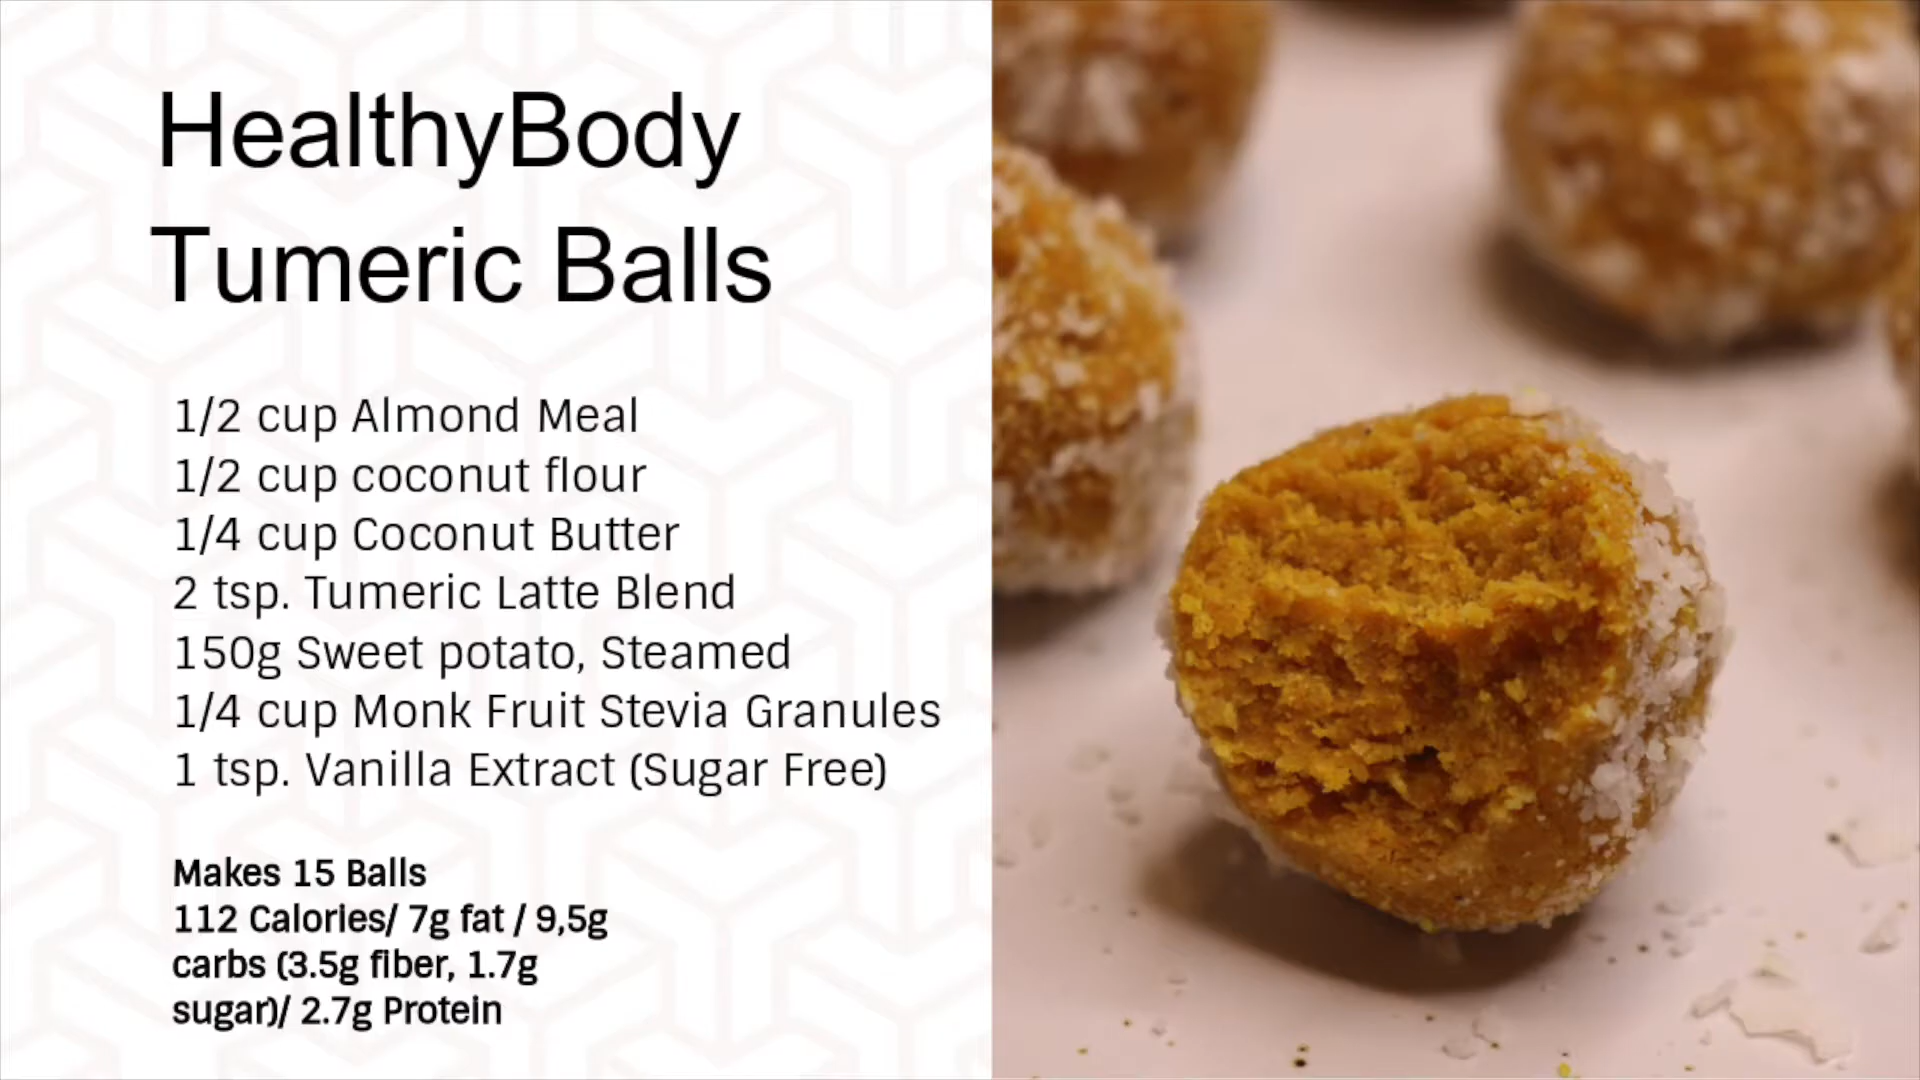 HealthyBody
Tumeric Balls
1/2 cup Almond Meal
1/2 cup coconut flour
1/4 cup Coconut Butter
2 tsp. Tumeric Latte Blend
150g Sweet potato, Steamed
1/4 cup Monk Fruit Stevia Granules
1 tsp. Vanilla Extract (Sugar Free)
Makes 15 Balls
112 Calories/ 7g fat / 9,5g
carbs (3.5g fiber, 1.7g
sugar)/ 2.7g Protein